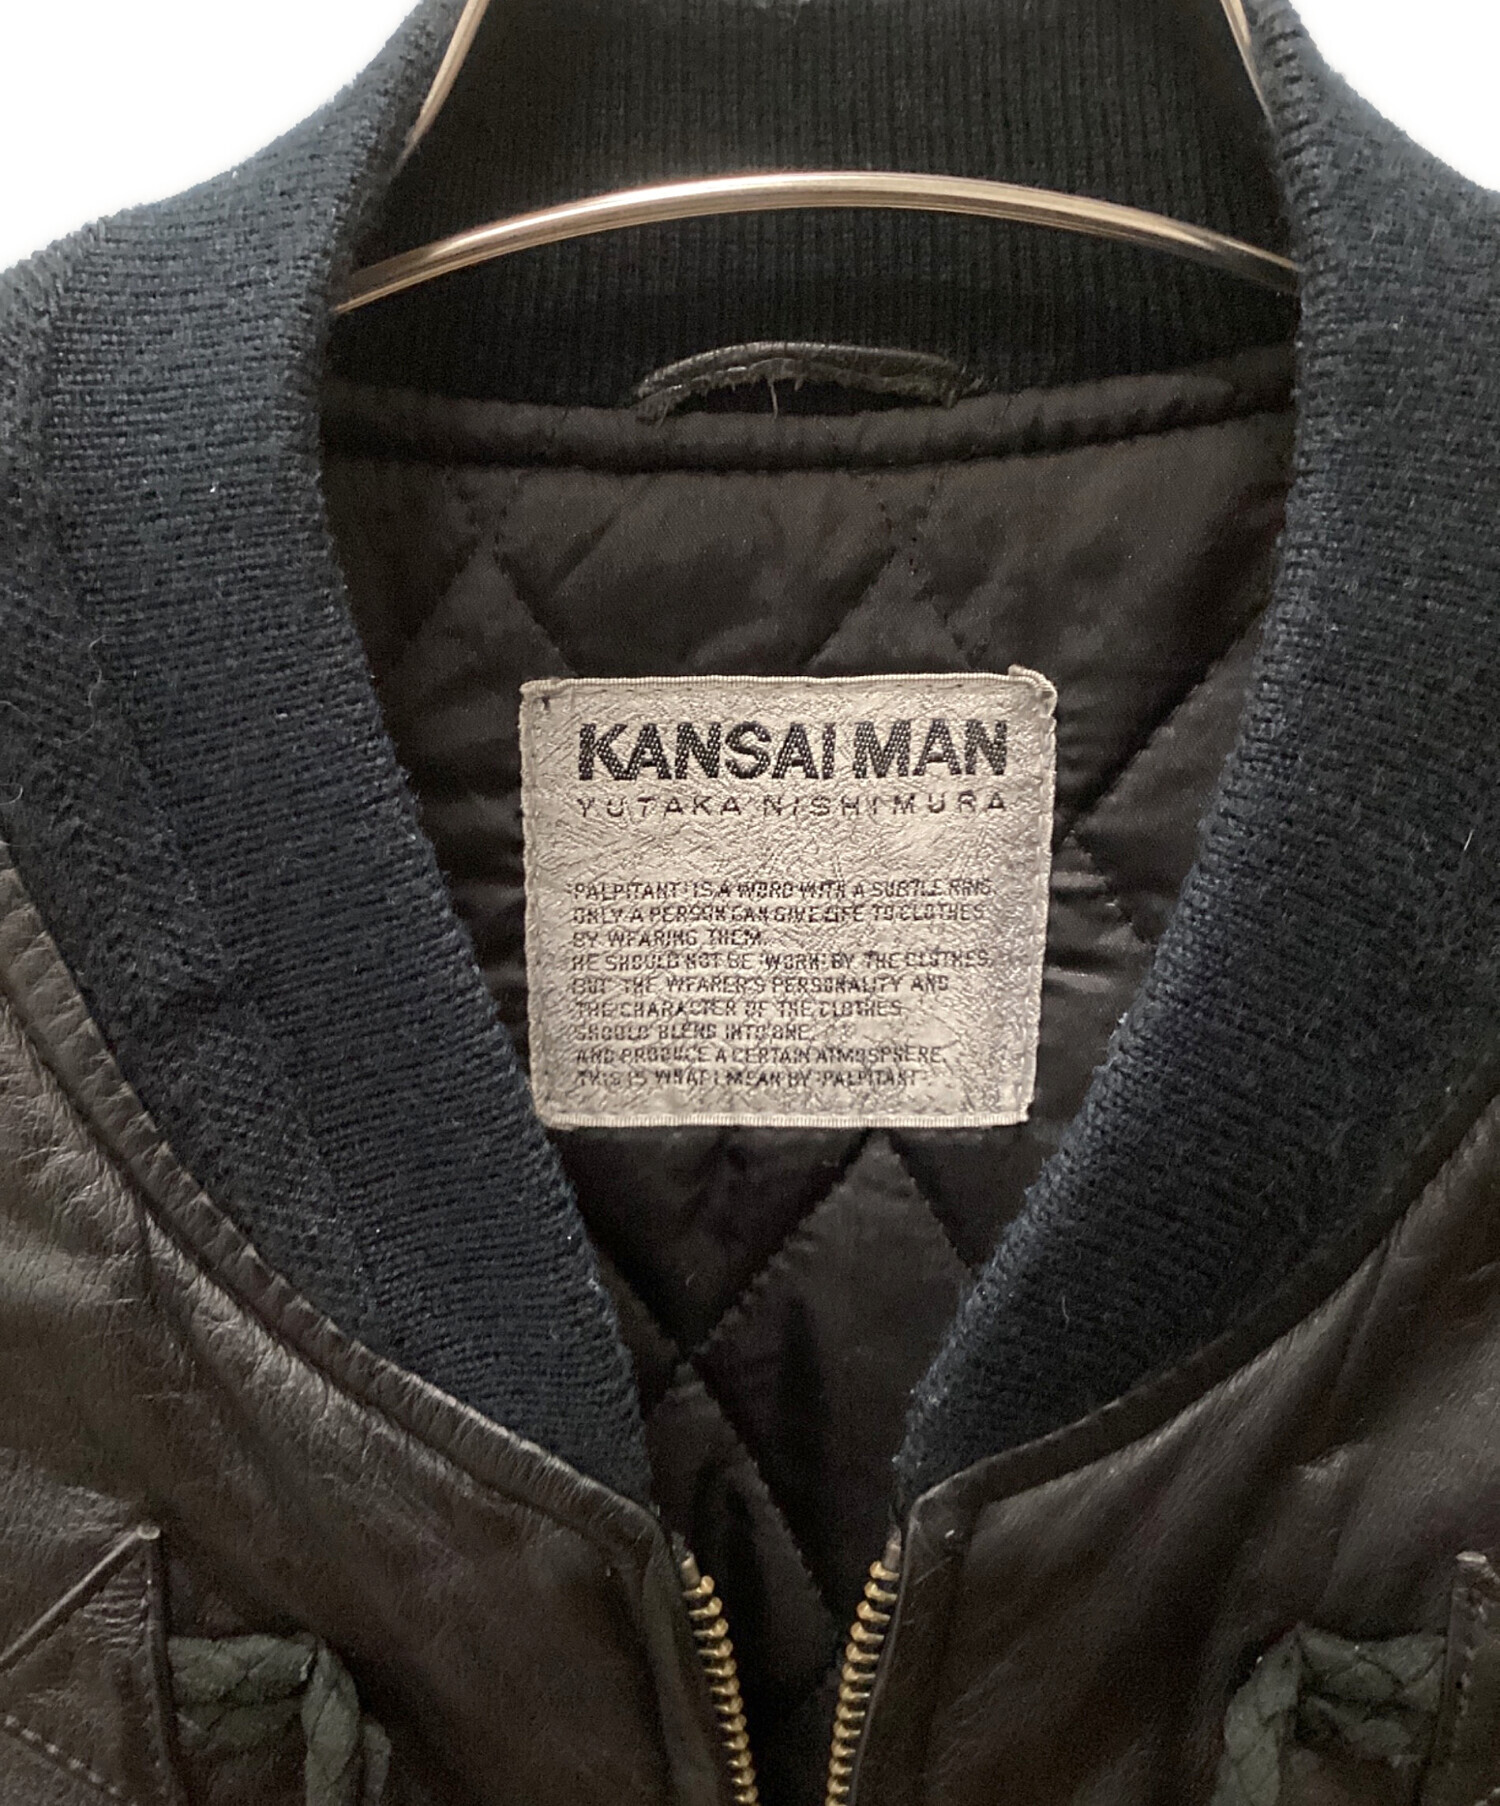 KANSAI MAN
YUTAKA NISHIMURA
'PALPITANT' IS A WORD WITH A SUBTLE RING.
ONLY A PERSON CAN GIVE LIFE TO CLOTHES
BY WEARING THEM.
HE SHOULD NOT BE 'WORN' BY THE CLOTHES,
BUT THE WEARER'S PERSONALITY AND
THE CHARACTER OF THE CLOTHES
SHOULD BLEND INTO ONE,
AND PRODUCE A CERTAIN ATMOSPHERE.
THIS IS WHAT I MEAN BY 'PALPITANT'.